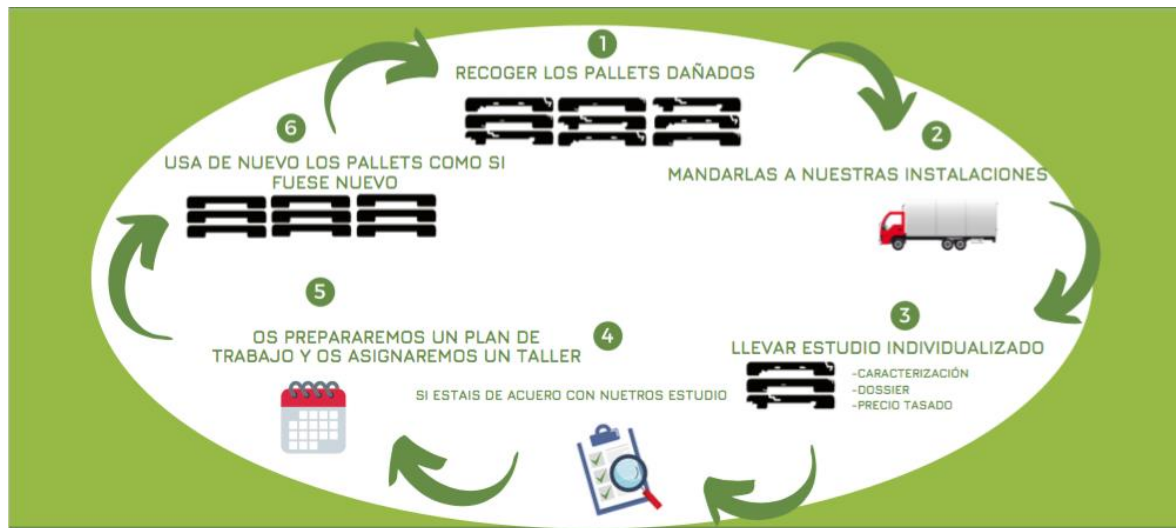 1
RECOGER LOS PALLETS DAÑADOS
2
MANDARLAS A NUESTRAS INSTALACIONES
3
LLEVAR ESTUDIO INDIVIDUALIZADO
-CARACTERIZACIÓN
-DOSSIER
-PRECIO TASADO
4
SI ESTAIS DE ACUERO CON NUETROS ESTUDIO
5
OS PREPARAREMOS UN PLAN DE
TRABAJO Y OS ASIGNAREMOS UN TALLER
6
USA DE NUEVO LOS PALLETS COMO SI
FUESE NUEVO